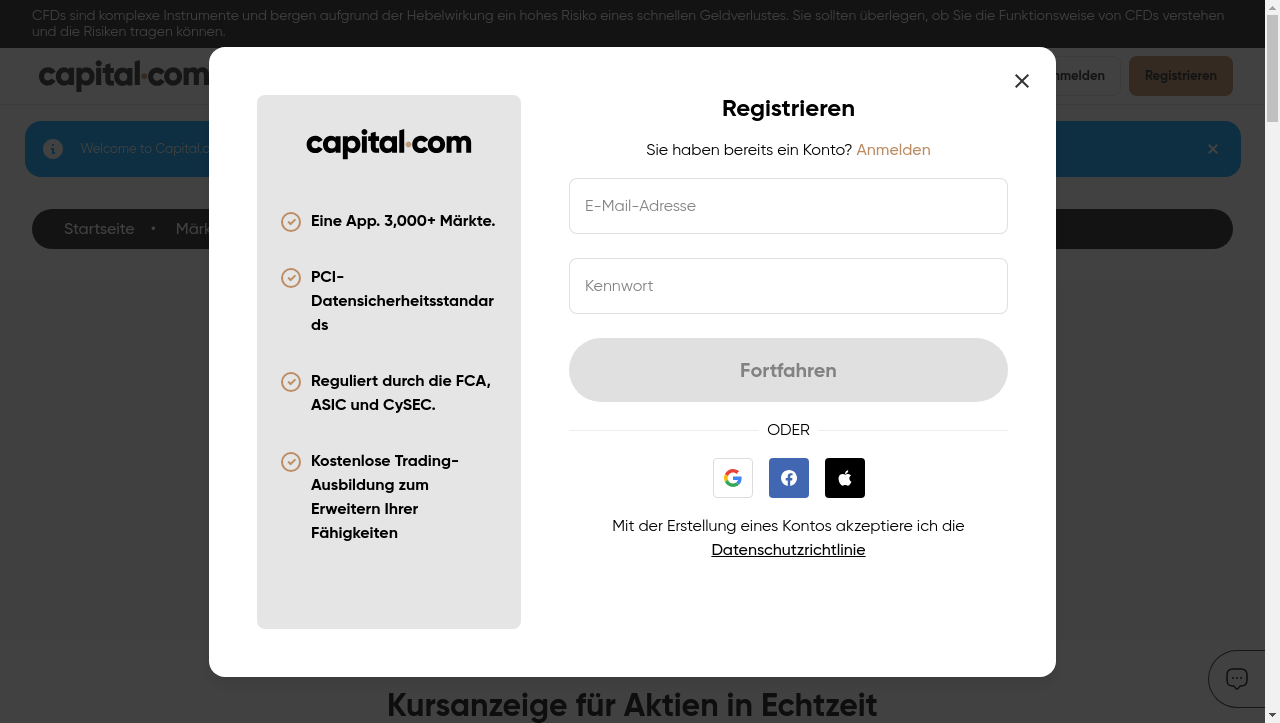 CFDs sind komplexe Instrumente und bergen aufgrund der Hebelwirkung ein hohes Risiko eines schnellen Geldverlustes. Sie sollten überlegen, ob Sie die Funktionsweise von CFDs verstehen
und die Risiken tragen können.
capital.com
Registrieren
Welcome to Capital.c
Startseite
capital.com
Eine App. 3,000+ Märkte.
PCI-
Datensicherheitsstandar
ds
Reguliert durch die FCA,
ASIC und CySEC.
Kostenlose Trading-
Ausbildung zum
Erweitern Ihrer
Fähigkeiten
Registrieren
Sie haben bereits ein Konto? Anmelden
E-Mail-Adresse
Kennwort
Fortfahren
ODER
Mit der Erstellung eines Kontos akzeptiere ich die
Datenschutzrichtlinie
Kursanzeige für Aktien in Echtzeit